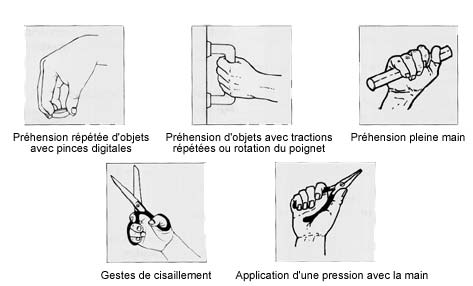 Préhension répétée d'objets
avec pinces digitales
Préhension d'objets avec tractions
répétées ou rotation du poignet
Préhension pleine main
Gestes de cisaillement
Application d'une pression avec la main